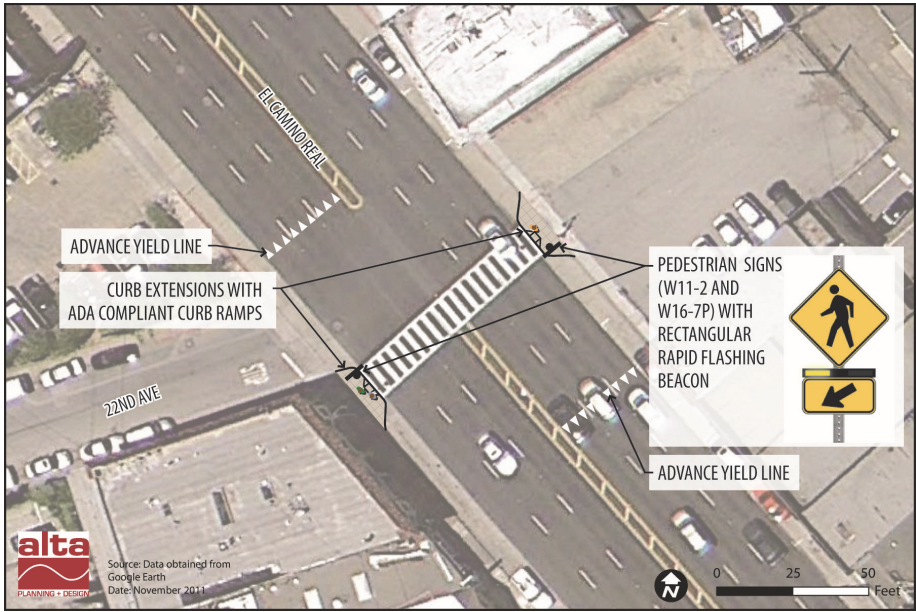 EL CAMINO REAL
ADVANCE YIELD LINE
CURB EXTENSIONS WITH
ADA COMPLIANT CURB RAMPS
PEDESTRIAN SIGNS
(W11-2 AND
W16-7P) WITH
RECTANGULAR
RAPID FLASHING
BEACON
22ND AVE
ADVANCE YIELD LINE
alta
PLANNING + DESIGN
Source: Data obtained from
Google Earth
Date: November 2011
N
0 25 50
Feet